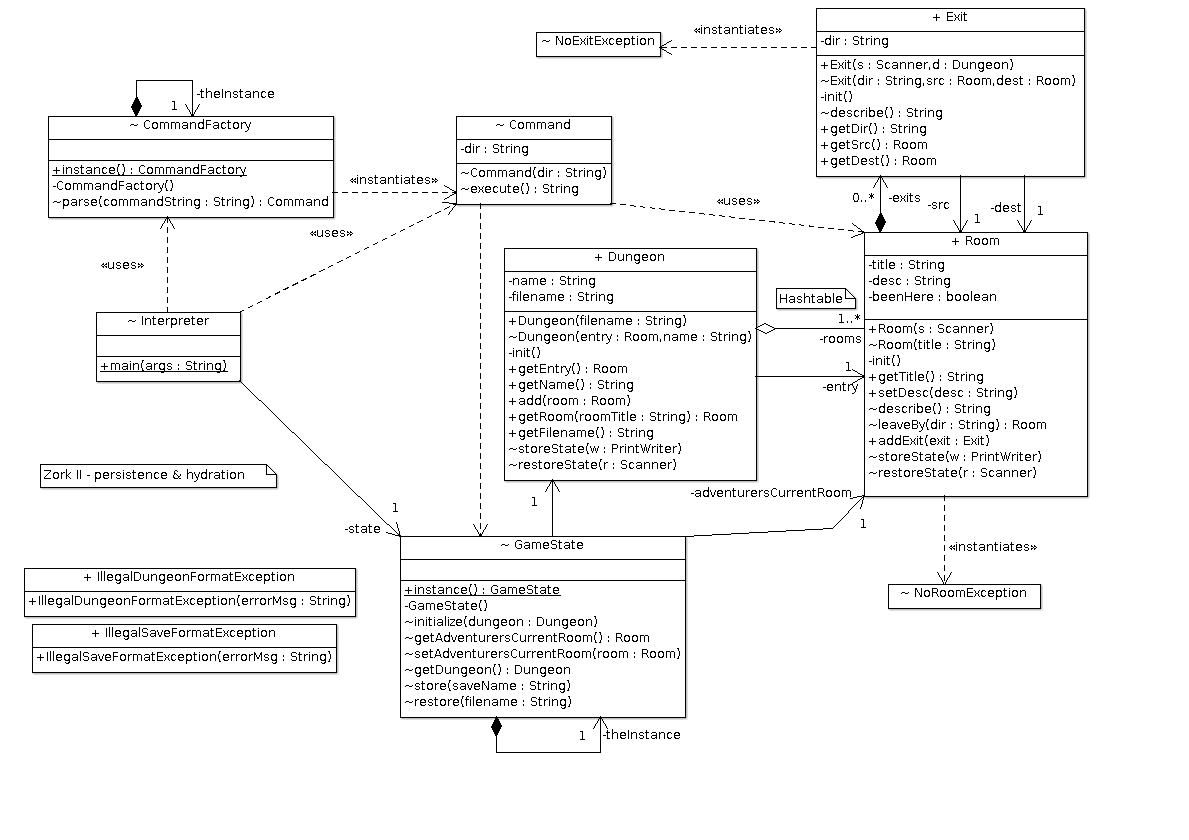 + Exit
-dir : String
+Exit(s : Scanner,d : Dungeon)
~Exit(dir : String,src : Room,dest : Room)
-init()
~describe() : String
+getDir() : String
+getSrc() : Room
+getDest() : Room
«instantiates»
~ NoExitException
-theInstance
1
~ CommandFactory
+instance() : CommandFactory
-CommandFactory()
~parse(commandString : String) : Command
«instantiates»
~ Command
-dir : String
~Command(dir : String)
~execute() : String
«uses»
«uses»
«uses»
0..*
-exits
-src
1
-dest
1
+ Room
-title : String
-desc : String
-beenHere : boolean
+Room(s : Scanner)
~Room(title : String)
-init()
+getTitle() : String
+setDesc(desc : String)
~describe() : String
~leaveBy(dir : String) : Room
+addExit(exit : Exit)
~storeState(w : PrintWriter)
~restoreState(r : Scanner)
+ Dungeon
-name : String
-filename : String
+Dungeon(filename : String)
~Dungeon(entry : Room,name : String)
-init()
+getEntry() : Room
+getName() : String
+add(room : Room)
+getRoom(roomTitle : String) : Room
+getFilename() : String
~storeState(w : PrintWriter)
~restoreState(r : Scanner)
Hashtable
1..*
-rooms
1
-entry
~ Interpreter
+main(args : String)
Zork II - persistence & hydration
1
-state
1
-adventurersCurrentRoom
1
«instantiates»
~ NoRoomException
~ GameState
+instance() : GameState
-GameState()
~initialize(dungeon : Dungeon)
~getAdventurersCurrentRoom() : Room
~setAdventurersCurrentRoom(room : Room)
~getDungeon() : Dungeon
~store(saveName : String)
~restore(filename : String)
1
-theInstance
+ IllegalDungeonFormatException
+IllegalDungeonFormatException(errorMsg : String)
+ IllegalSaveFormatException
+IllegalSaveFormatException(errorMsg : String)